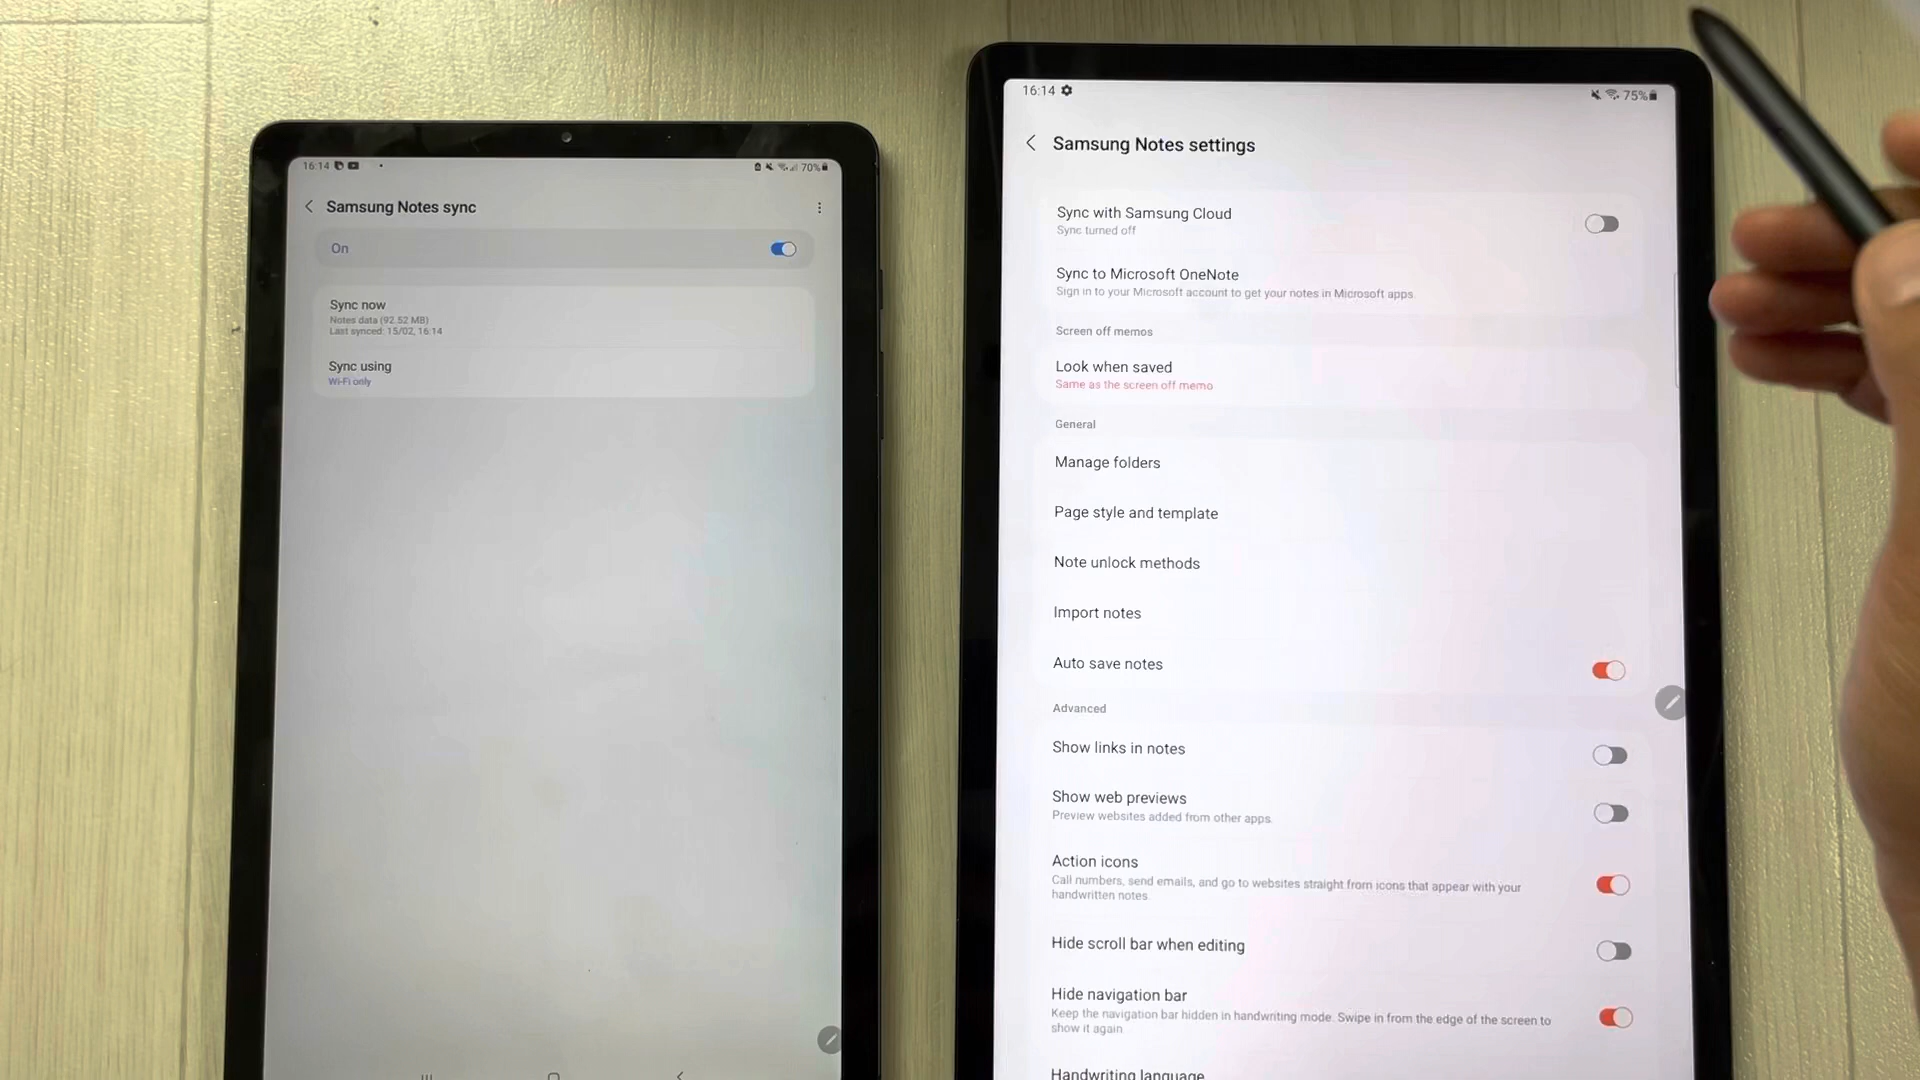 16:14
70%
Samsung Notes sync
On
Sync now
Notes data (92.52 MB)
Last synced: 15/02, 16:14
Sync using
Wi-Fi only
16:14
75%
Samsung Notes settings
Sync with Samsung Cloud
Sync turned off
Sync to Microsoft OneNote
Sign in to your Microsoft account to get your notes in Microsoft apps.
Screen off memos
Look when saved
Same as the screen off memo
General
Manage folders
Page style and template
Note unlock methods
Import notes
Auto save notes
Advanced
Show links in notes
Show web previews
Preview websites added from other apps.
Action icons
Call numbers, send emails, and go to websites straight from icons that appear with your
handwritten notes.
Hide scroll bar when editing
Hide navigation bar
Keep the navigation bar hidden in handwriting mode. Swipe in from the edge of the screen to
show it again.
Handwriting language